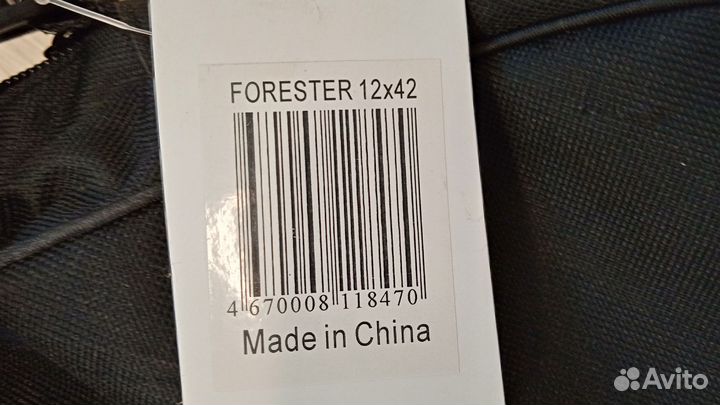 FORESTER 12x42
4 670008 118470
Made in China
Avito